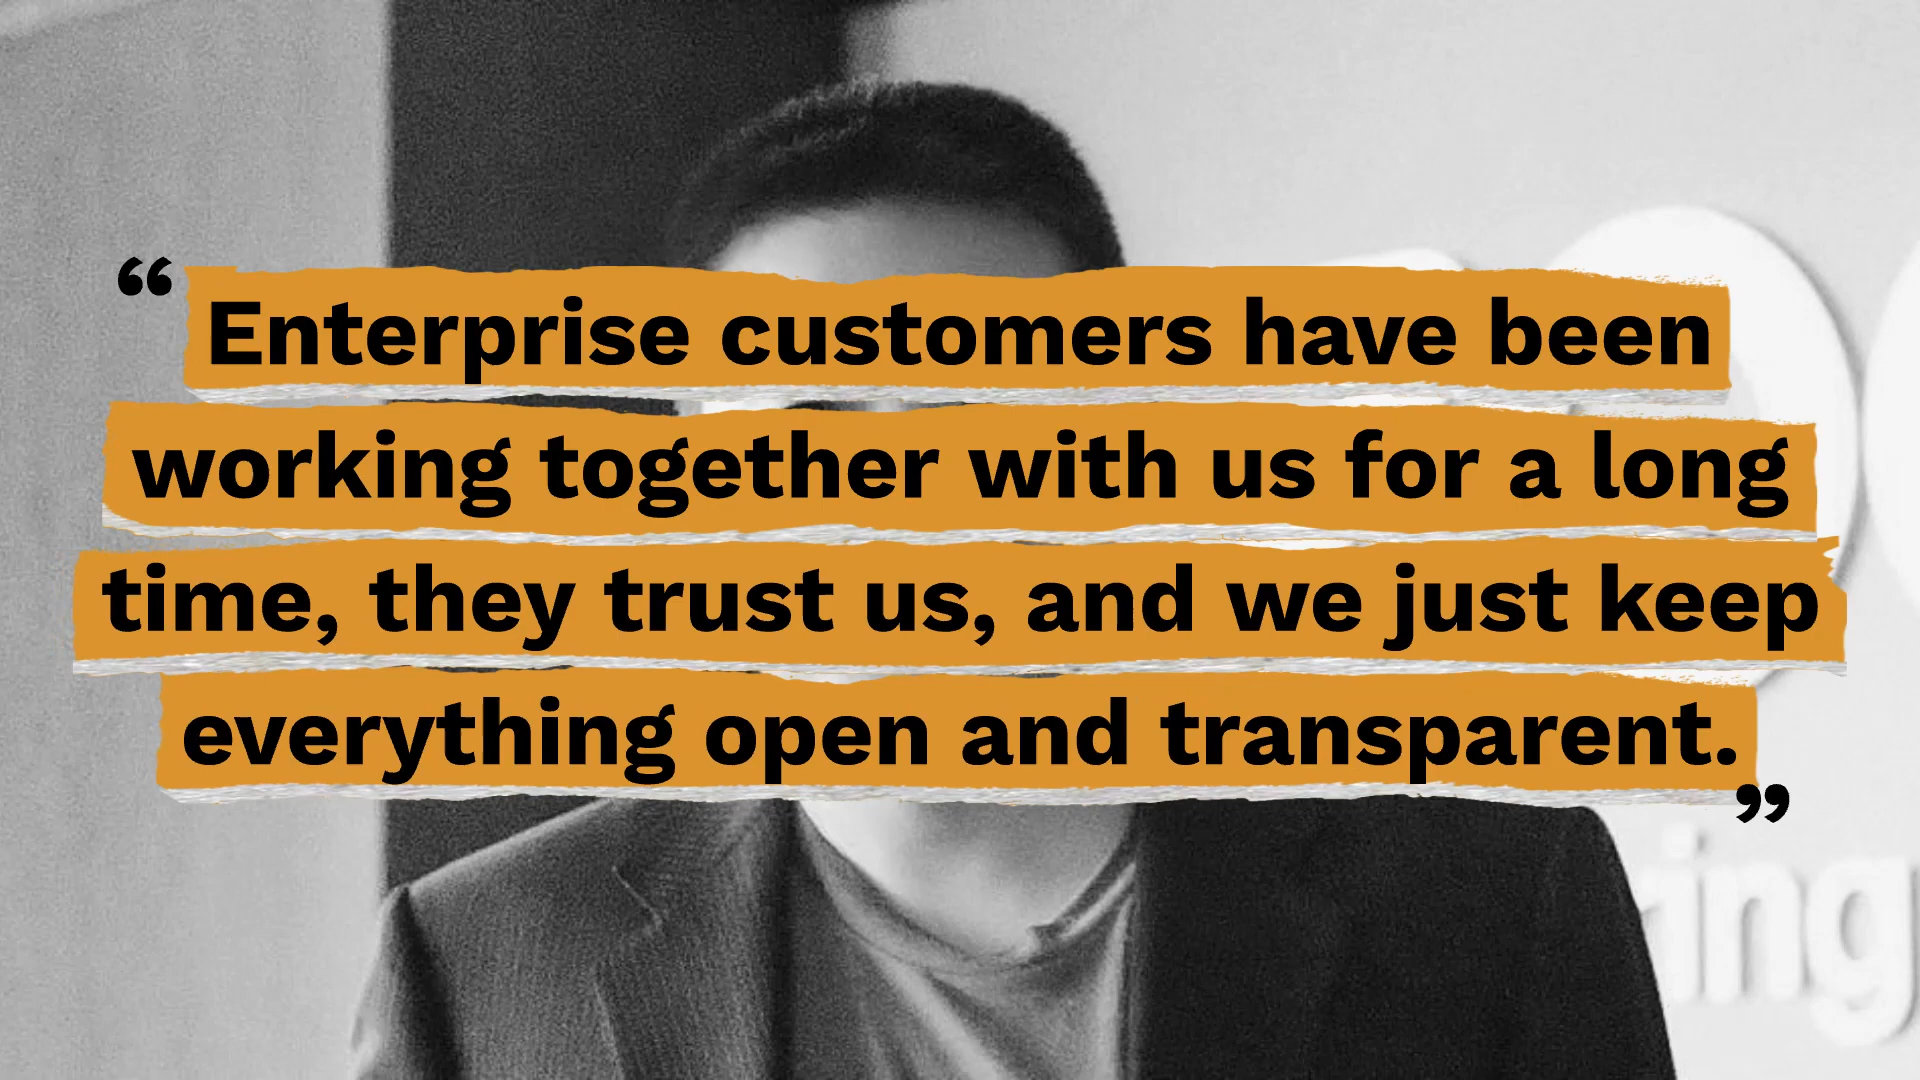 “Enterprise customers have been
working together with us for a long
time, they trust us, and we just keep
everything open and transparent.”
ing